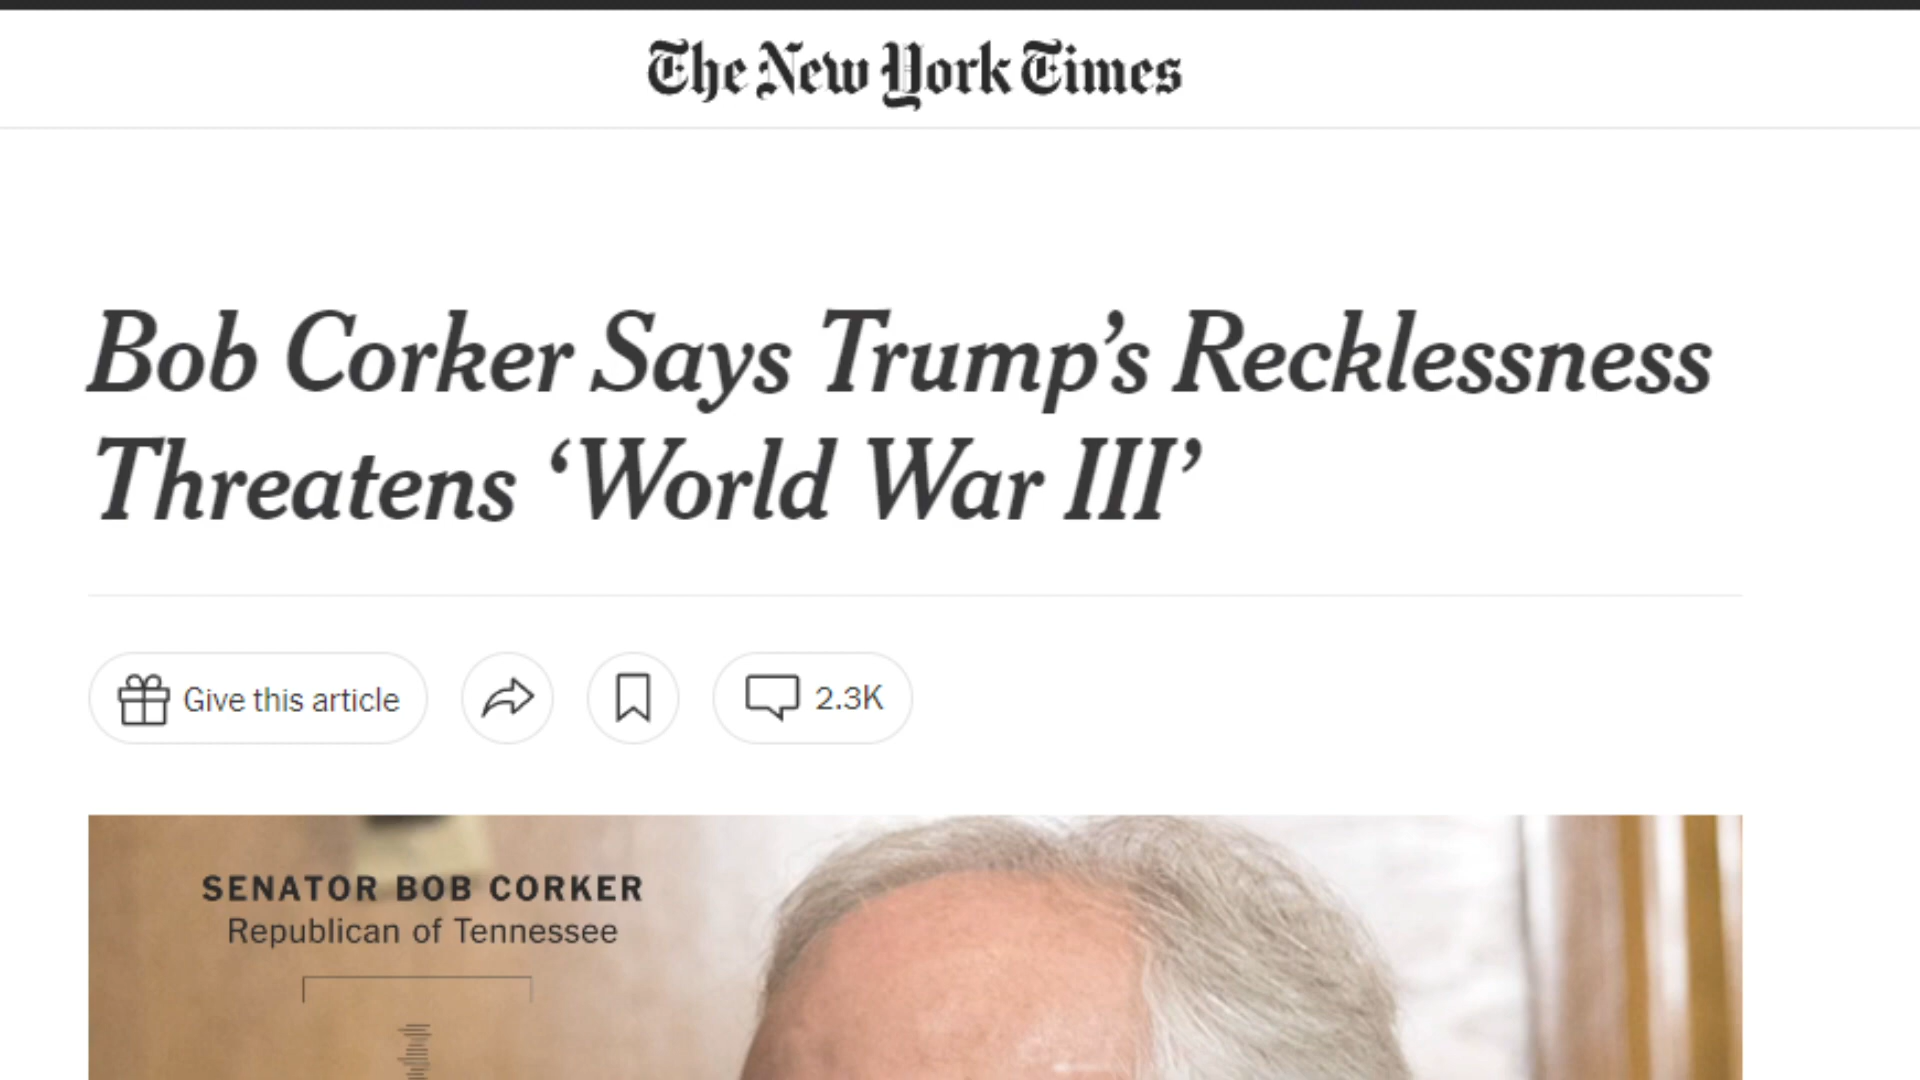 The New York Times
Bob Corker Says Trump’s Recklessness
Threatens ‘World War III’
Give this article
2.3K
SENATOR BOB CORKER
Republican of Tennessee